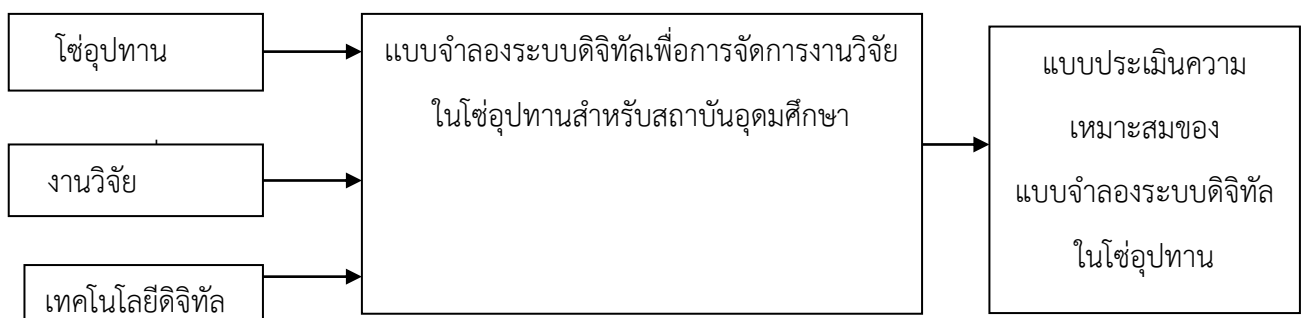 โซ่อุปทาน
งานวิจัย
เทคโนโลยีดิจิทัล
แบบจำลองระบบดิจิทัลเพื่อการจัดการงานวิจัย
ในโซ่อุปทานสำหรับสถาบันอุดมศึกษา
แบบประเมินความ
เหมาะสมของ
แบบจำลองระบบดิจิทัล
ในโซ่อุปทาน